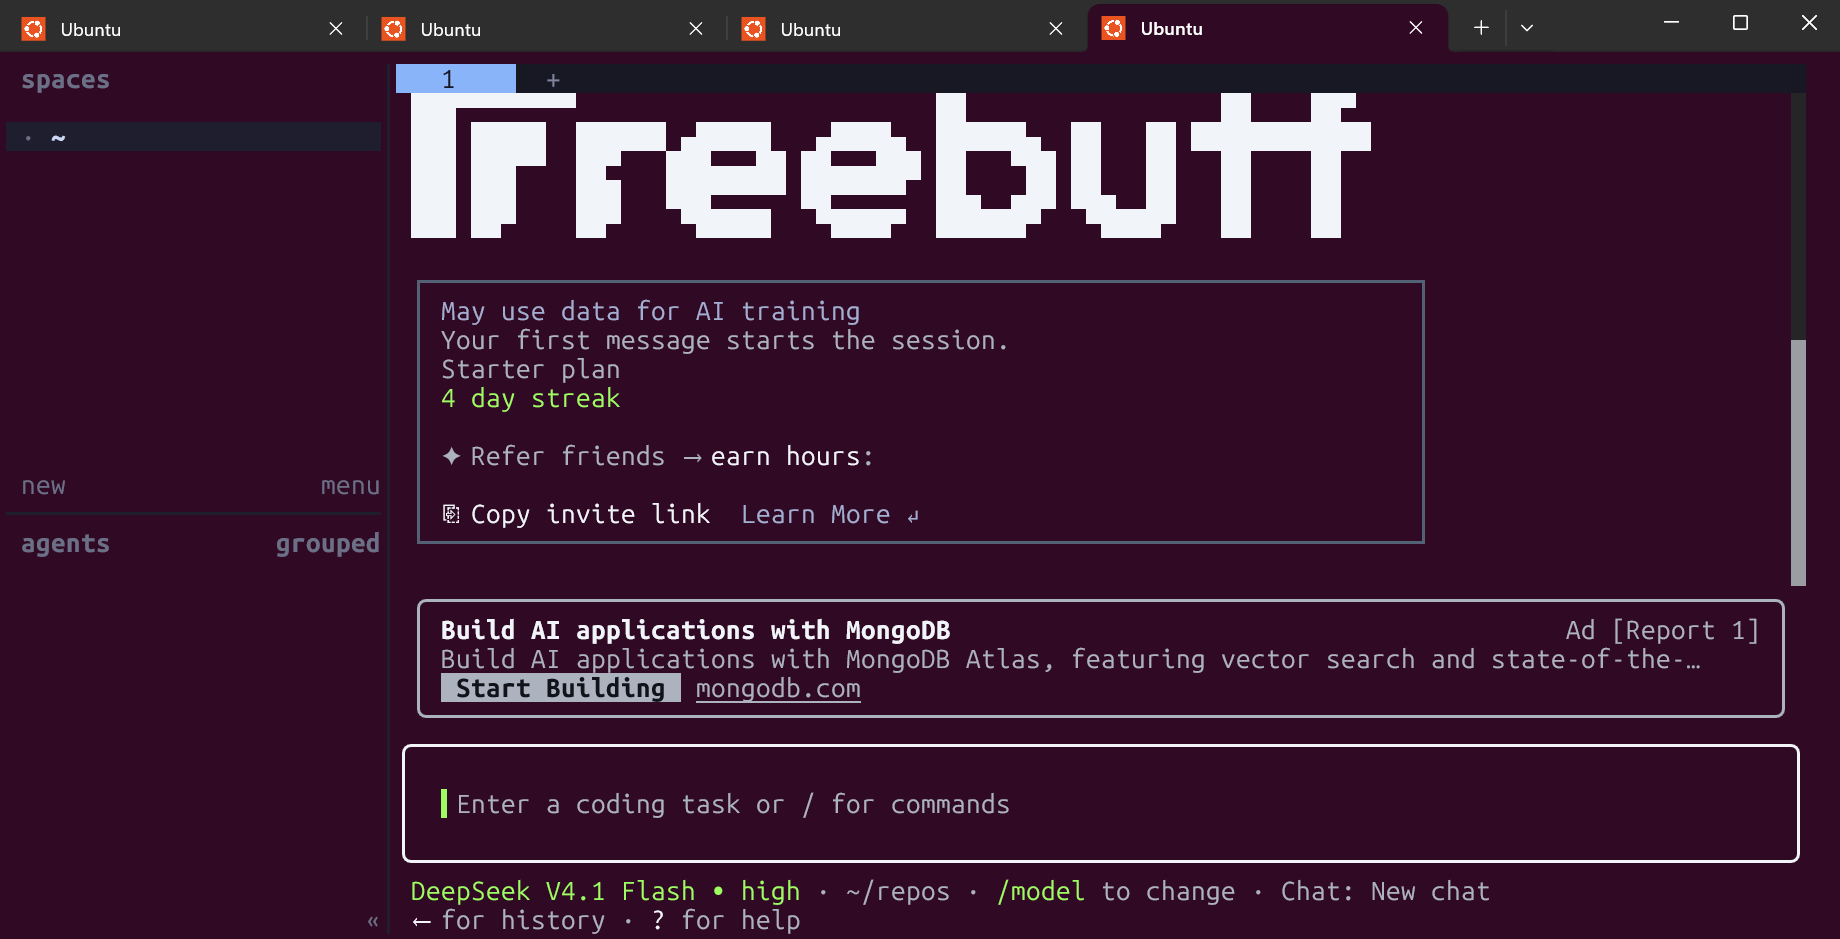 Ubuntu
Ubuntu
Ubuntu
Ubuntu
spaces
1 +
· ~
freebuff
May use data for AI training
Your first message starts the session.
Starter plan
4 day streak
✦ Refer friends → earn hours:
Copy invite link Learn More ↲
new menu
agents grouped
Build AI applications with MongoDB Ad [Report 1]
Build AI applications with MongoDB Atlas, featuring vector search and state-of-the-…
Start Building mongodb.com
Enter a coding task or / for commands
DeepSeek V4.1 Flash • high · ~/repos · /model to change · Chat: New chat
← for history · ? for help
«